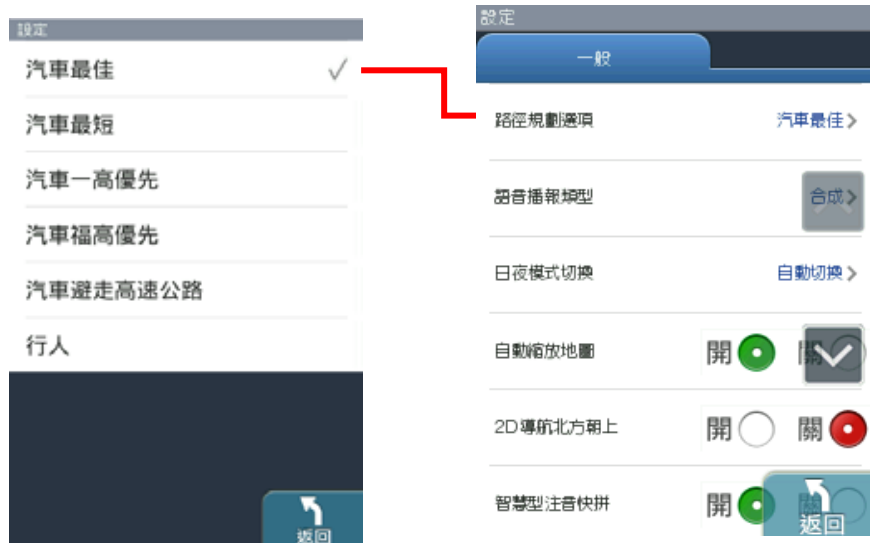 設定
汽車最佳
汽車最短
汽車一高優先
汽車福高優先
汽車避走高速公路
行人
返回
設定
一般
路徑規劃選項 汽車最佳
語音播報類型 合成
日夜模式切換 自動切換
自動縮放地圖 開 關
2D導航北方朝上 開 關
智慧型注音快拼 開 關
返回